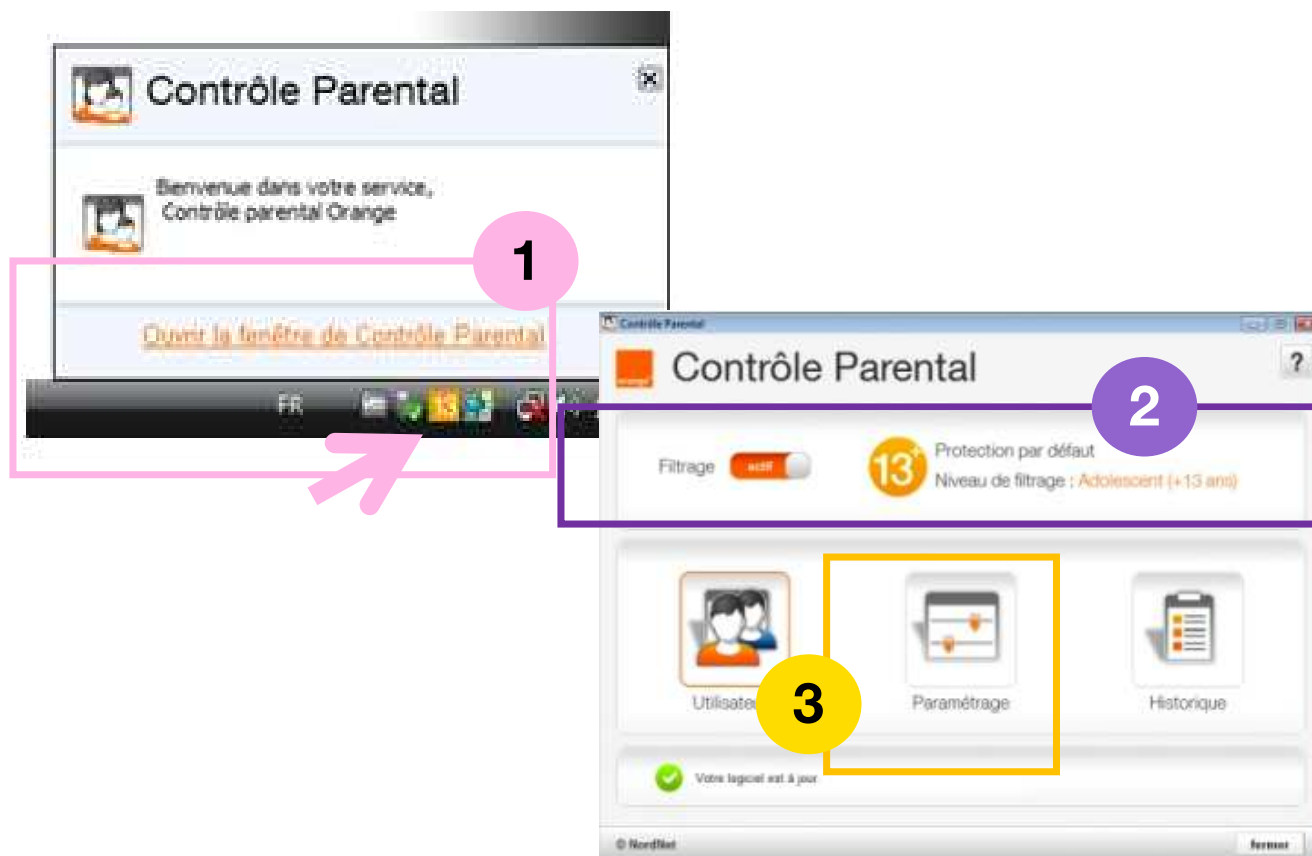 Contrôle Parental
Bienvenue dans votre service,
Contrôle parental Orange
1
Ouvrir la fenêtre de Contrôle Parental
FR
13
Contrôle Parental
orange
Contrôle Parental
?
2
Filtrage
actif
13+
Protection par défaut
Niveau de filtrage : Adolescent (+13 ans)
3
Utilisate
Paramétrage
Historique
Votre logiciel est à jour
© NordNet
fermer